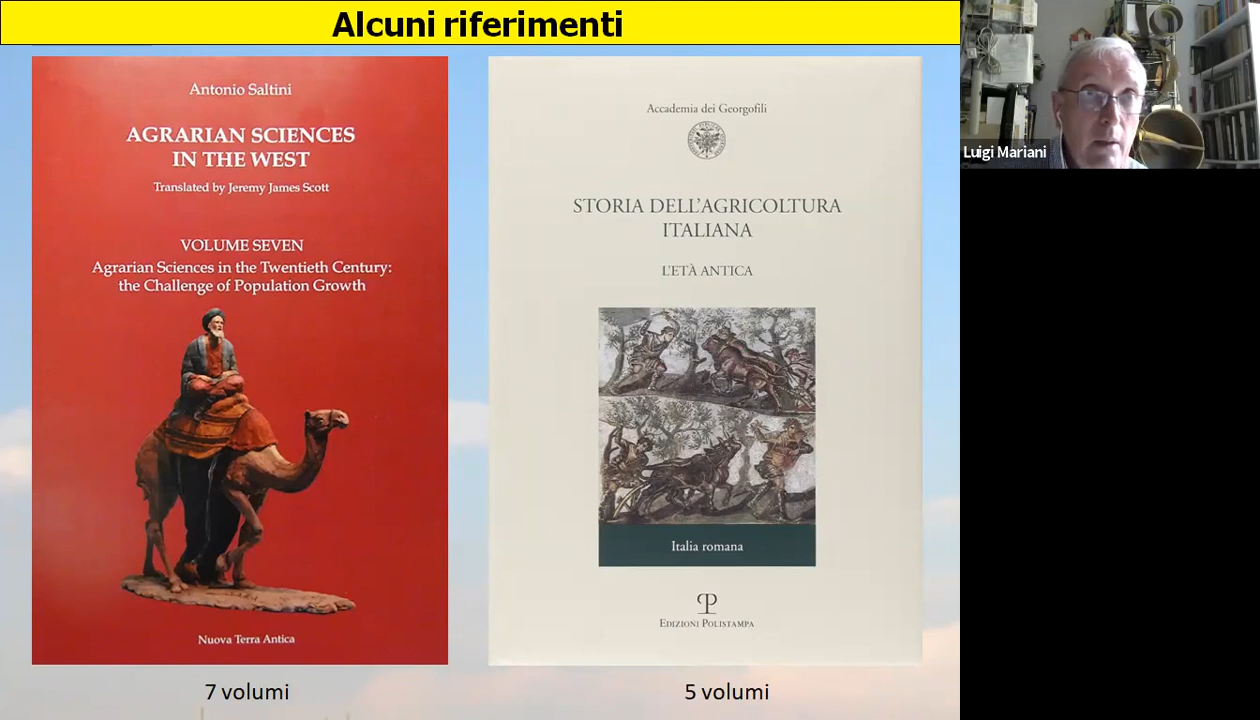 Alcuni riferimenti
Antonio Saltini
AGRARIAN SCIENCES
IN THE WEST
Translated by Jeremy James Scott
VOLUME SEVEN
Agrarian Sciences in the Twentieth Century:
the Challenge of Population Growth
Nuova Terra Antica
7 volumi
Accademia dei Georgofili
STORIA DELL'AGRICOLTURA
ITALIANA
L'ETÀ ANTICA
Italia romana
EDIZIONI POLISTAMPA
5 volumi
Luigi Mariani